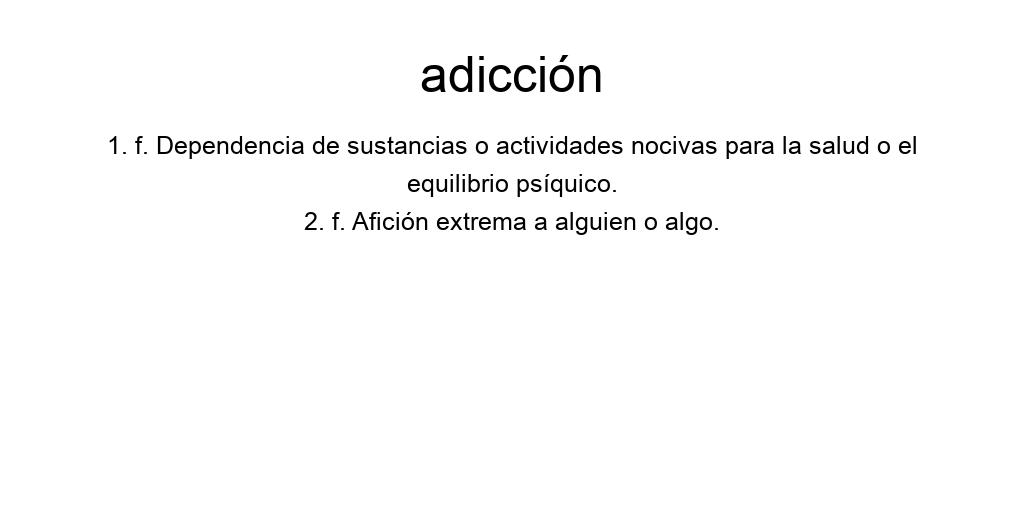 adicción
1. f. Dependencia de sustancias o actividades nocivas para la salud o el
equilibrio psíquico.
2. f. Afición extrema a alguien o algo.